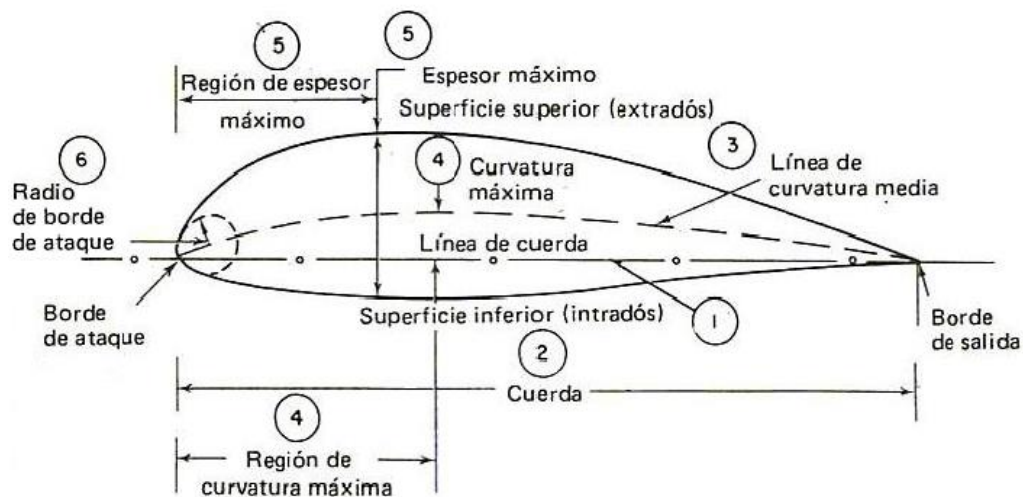 5
Región de espesor
máximo
5
Espesor máximo
Superficie superior (extradós)
6
Radio
de borde
de ataque
4
Curvatura
máxima
3
Línea de
curvatura media
Línea de cuerda
Borde
de ataque
Superficie inferior (intradós)
1
Borde
de salida
2
Cuerda
4
Región de
curvatura máxima